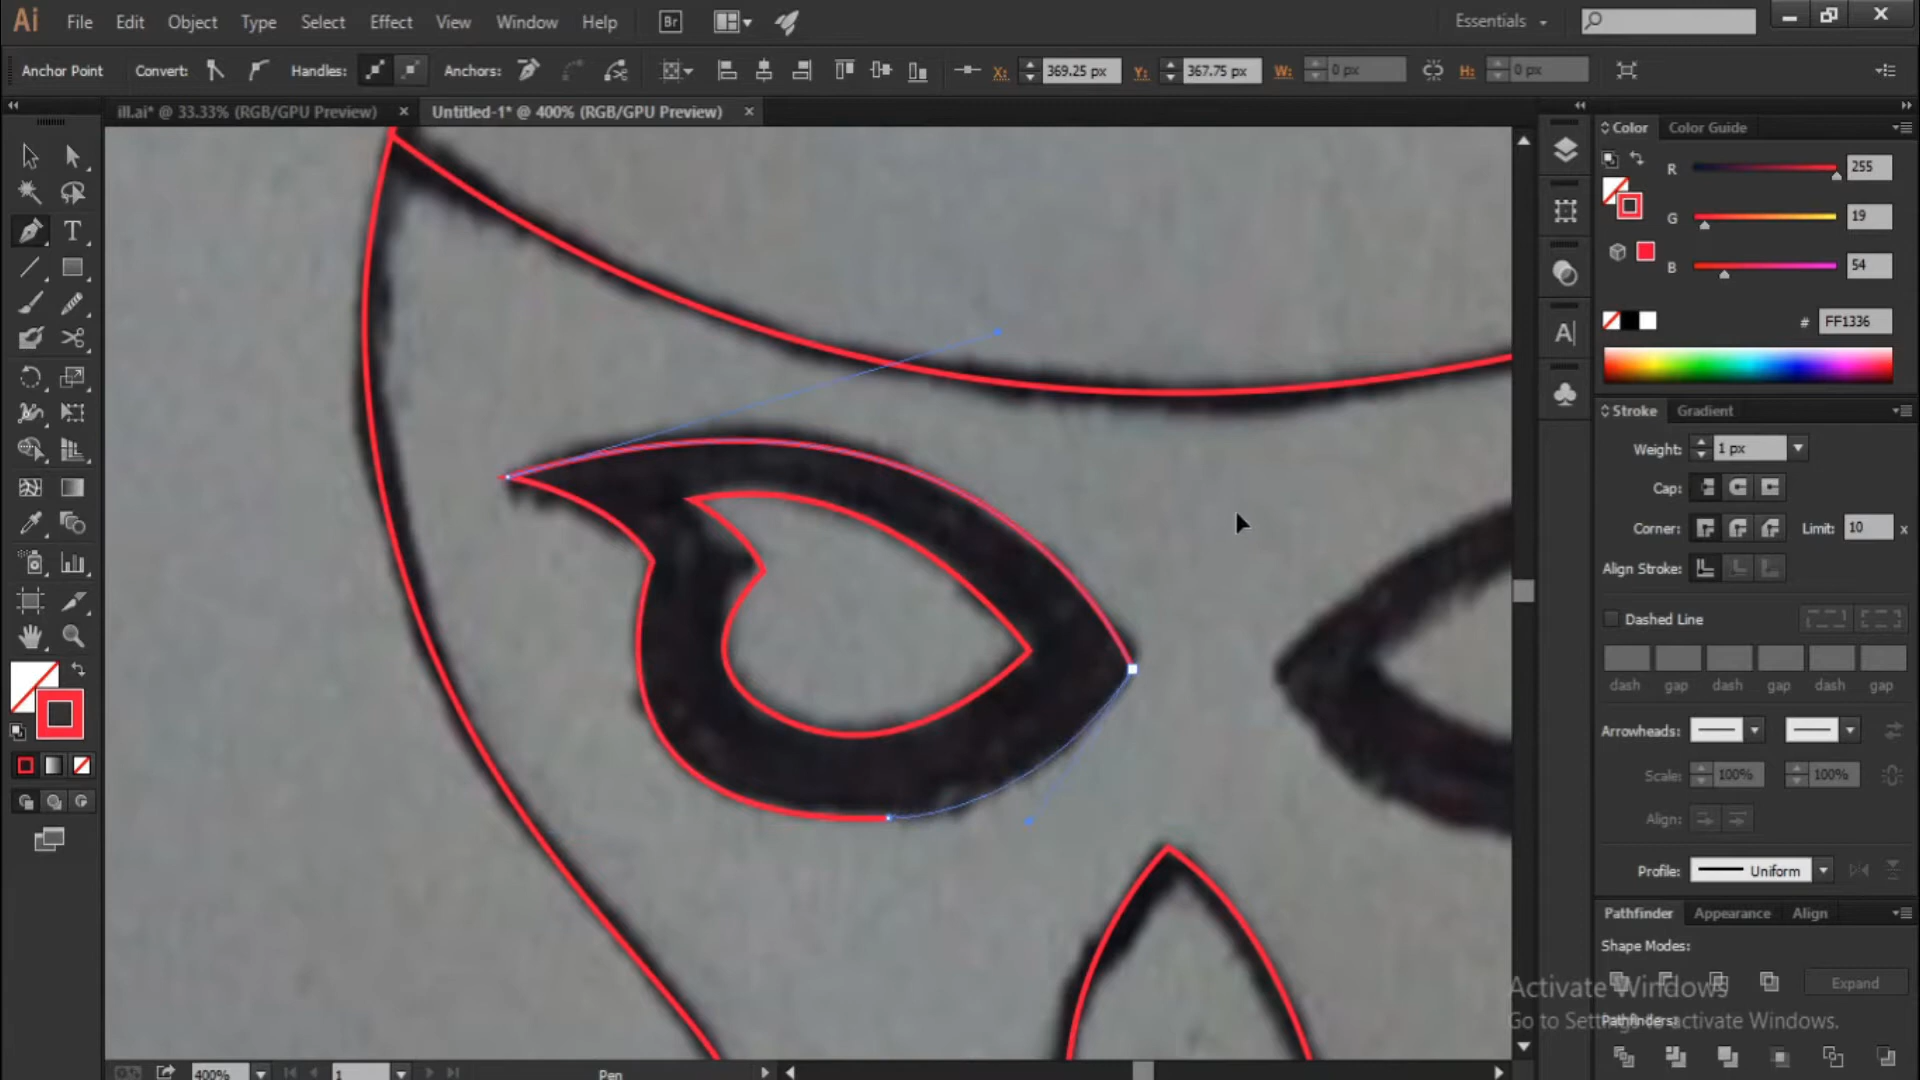 Ai File Edit Object Select Type Effect View Window Help Br Essentials
Anchor Point Convert: Handles: Anchors: X: 369.25 px Y: 367.75 px W: 0 px H: 0 px
ill.ai* @ 33.33% (RGB/GPU Preview) × Untitled-1* @ 400% (RGB/GPU Preview) ×
Color Color Guide
R 255
G 19
B 54
# FF1336
Stroke Gradient
Weight: 1 px
Cap:
Corner: Limit: 10 x
Align Stroke:
Dashed Line
dash gap dash gap dash gap
Arrowheads:
Scale: 100% 100%
Align:
Profile: Uniform
Pathfinder Appearance Align
Shape Modes:
Expand
Activate Windows
Pathfinders:
Go to Settings to activate Windows.
400% 1 Pen